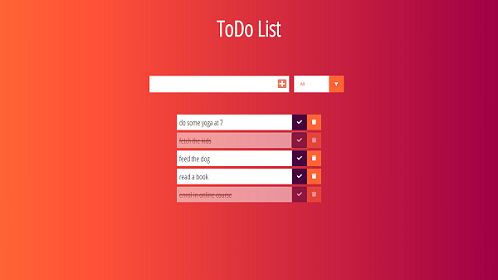 ToDo List
All
do some yoga at 7
fetch the kids
feed the dog
read a book
enrol in online course